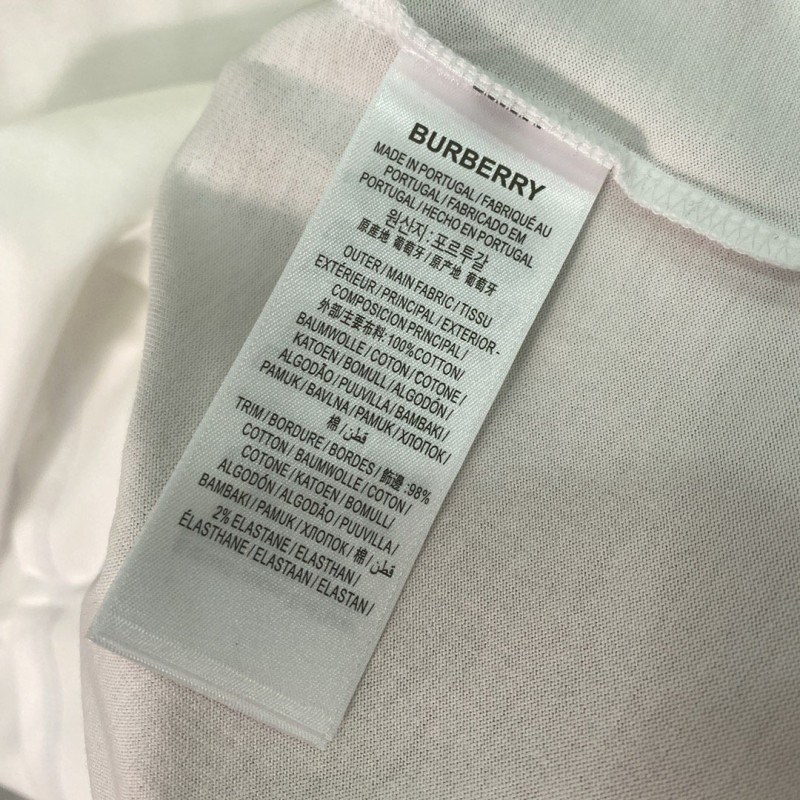 BURBERRY
MADE IN PORTUGAL / FABRIQUÉ AU
PORTUGAL / FABRICADO EM
PORTUGAL / HECHO EN PORTUGAL
원산지 : 포르투갈
原產地 葡萄牙 / 原产地 葡萄牙
OUTER / MAIN FABRIC / TISSU
EXTÉRIEUR / PRINCIPAL / EXTERIOR -
COMPOSICION PRINCIPAL /
外部/主要布料: 100% COTTON /
BAUMWOLLE / COTON / COTONE /
KATOEN / BOMULL / ALGODÓN /
ALGODÃO / PUUVILLA / BAMBAKI /
PAMUK / BAVLNA / PAMUK / ХЛОПОК /
棉 / قطن
TRIM / BORDURE / BORDES / 飾邊 : 98%
COTTON / BAUMWOLLE / COTON /
COTONE / KATOEN / BOMULL /
ALGODÓN / ALGODÃO / PUUVILLA /
BAMBAKI / PAMUK / ХЛОПОК / 棉 / قطن
2% ELASTANE / ELASTHAN /
ÉLASTHANE / ELASTAAN / ELASTAN /